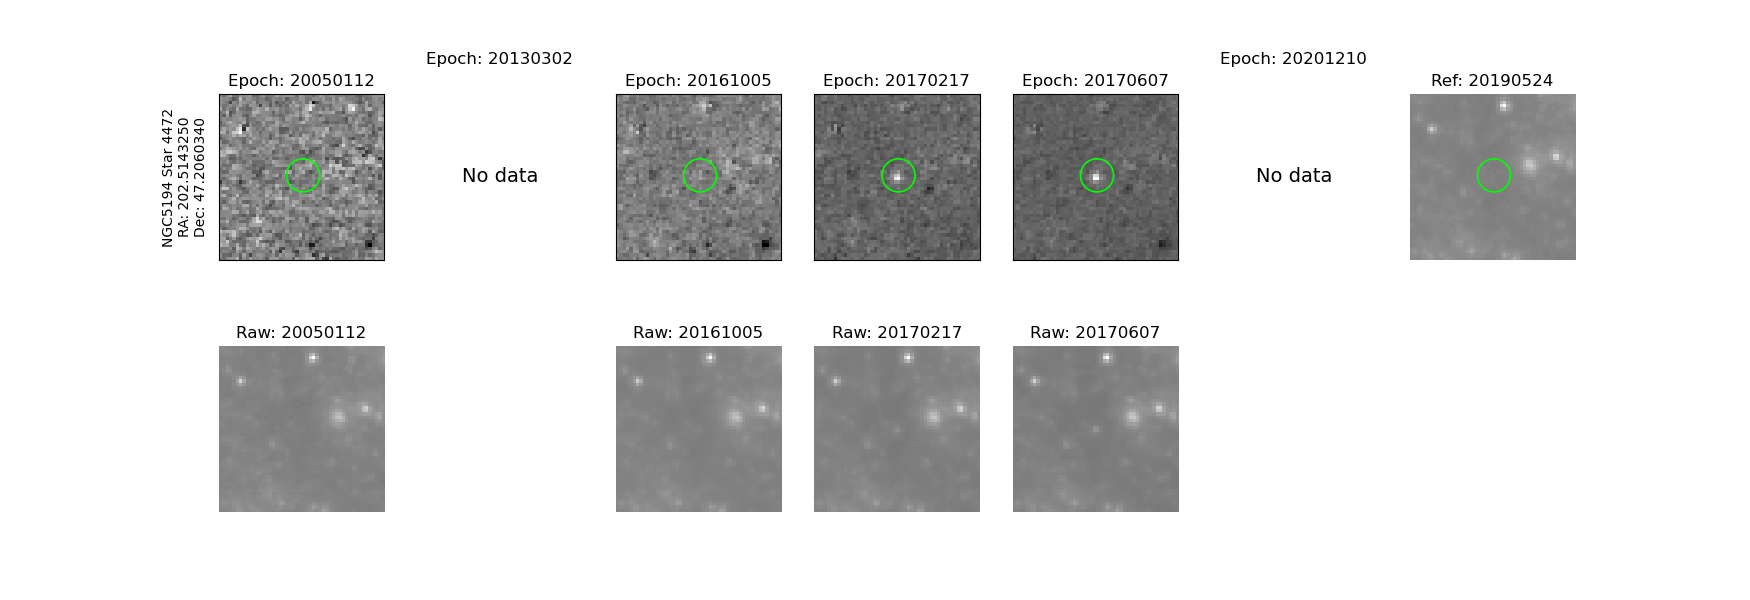 Epoch: 20130302
Epoch: 20201210
Epoch: 20050112
Epoch: 20161005
Epoch: 20170217
Epoch: 20170607
Ref: 20190524
NGC5194 Star 4472
RA: 202.5143250
Dec: 47.2060340
No data
No data
Raw: 20050112
Raw: 20161005
Raw: 20170217
Raw: 20170607